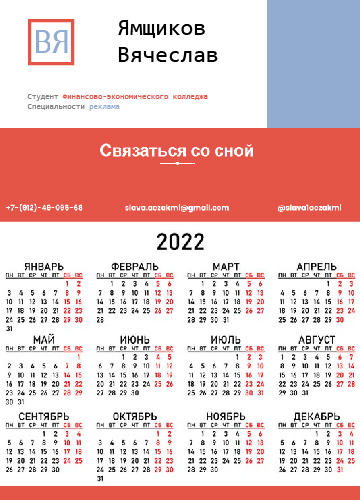 ВЯ
Ямщиков
Вячеслав
Студент Финансово-экономического колледжа
Специальности реклама
Связаться со сной
slava.aczakml@gmail.com
2022
ЯНВАРЬ
ПН ВТ СР ЧТ ПТ СБ ВС
1 2
3 4 5 6 7 8 9
10 11 12 13 14 15 16
17 18 19 20 21 22 23
24 25 26 27 28 29 30
31
ФЕВРАЛЬ
ПН ВТ СР ЧТ ПТ СБ ВС
1 2 3 4 5 6
7 8 9 10 11 12 13
14 15 16 17 18 19 20
21 22 23 24 25 26 27
28
МАРТ
ПН ВТ СР ЧТ ПТ СБ ВС
1 2 3 4 5 6
7 8 9 10 11 12 13
14 15 16 17 18 19 20
21 22 23 24 25 26 27
28 29 30 31
АПРЕЛЬ
ПН ВТ СР ЧТ ПТ СБ ВС
1 2 3
4 5 6 7 8 9 10
11 12 13 14 15 16 17
18 19 20 21 22 23 24
25 26 27 28 29 30
МАЙ
ПН ВТ СР ЧТ ПТ СБ ВС
1
2 3 4 5 6 7 8
9 10 11 12 13 14 15
16 17 18 19 20 21 22
23 24 25 26 27 28 29
30 31
ИЮНЬ
ПН ВТ СР ЧТ ПТ СБ ВС
1 2 3 4 5
6 7 8 9 10 11 12
13 14 15 16 17 18 19
20 21 22 23 24 25 26
27 28 29 30
ИЮЛЬ
ПН ВТ СР ЧТ ПТ СБ ВС
1 2 3
4 5 6 7 8 9 10
11 12 13 14 15 16 17
18 19 20 21 22 23 24
25 26 27 28 29 30 31
АВГУСТ
ПН ВТ СР ЧТ ПТ СБ ВС
1 2 3 4 5 6 7
8 9 10 11 12 13 14
15 16 17 18 19 20 21
22 23 24 25 26 27 28
29 30 31
СЕНТЯБРЬ
ПН ВТ СР ЧТ ПТ СБ ВС
1 2 3 4
5 6 7 8 9 10 11
12 13 14 15 16 17 18
19 20 21 22 23 24 25
26 27 28 29 30
ОКТЯБРЬ
ПН ВТ СР ЧТ ПТ СБ ВС
1 2
3 4 5 6 7 8 9
10 11 12 13 14 15 16
17 18 19 20 21 22 23
24 25 26 27 28 29 30
31
НОЯБРЬ
ПН ВТ СР ЧТ ПТ СБ ВС
1 2 3 4 5 6
7 8 9 10 11 12 13
14 15 16 17 18 19 20
21 22 23 24 25 26 27
28 29 30
ДЕКАБРЬ
ПН ВТ СР ЧТ ПТ СБ ВС
1 2 3 4
5 6 7 8 9 10 11
12 13 14 15 16 17 18
19 20 21 22 23 24 25
26 27 28 29 30 31